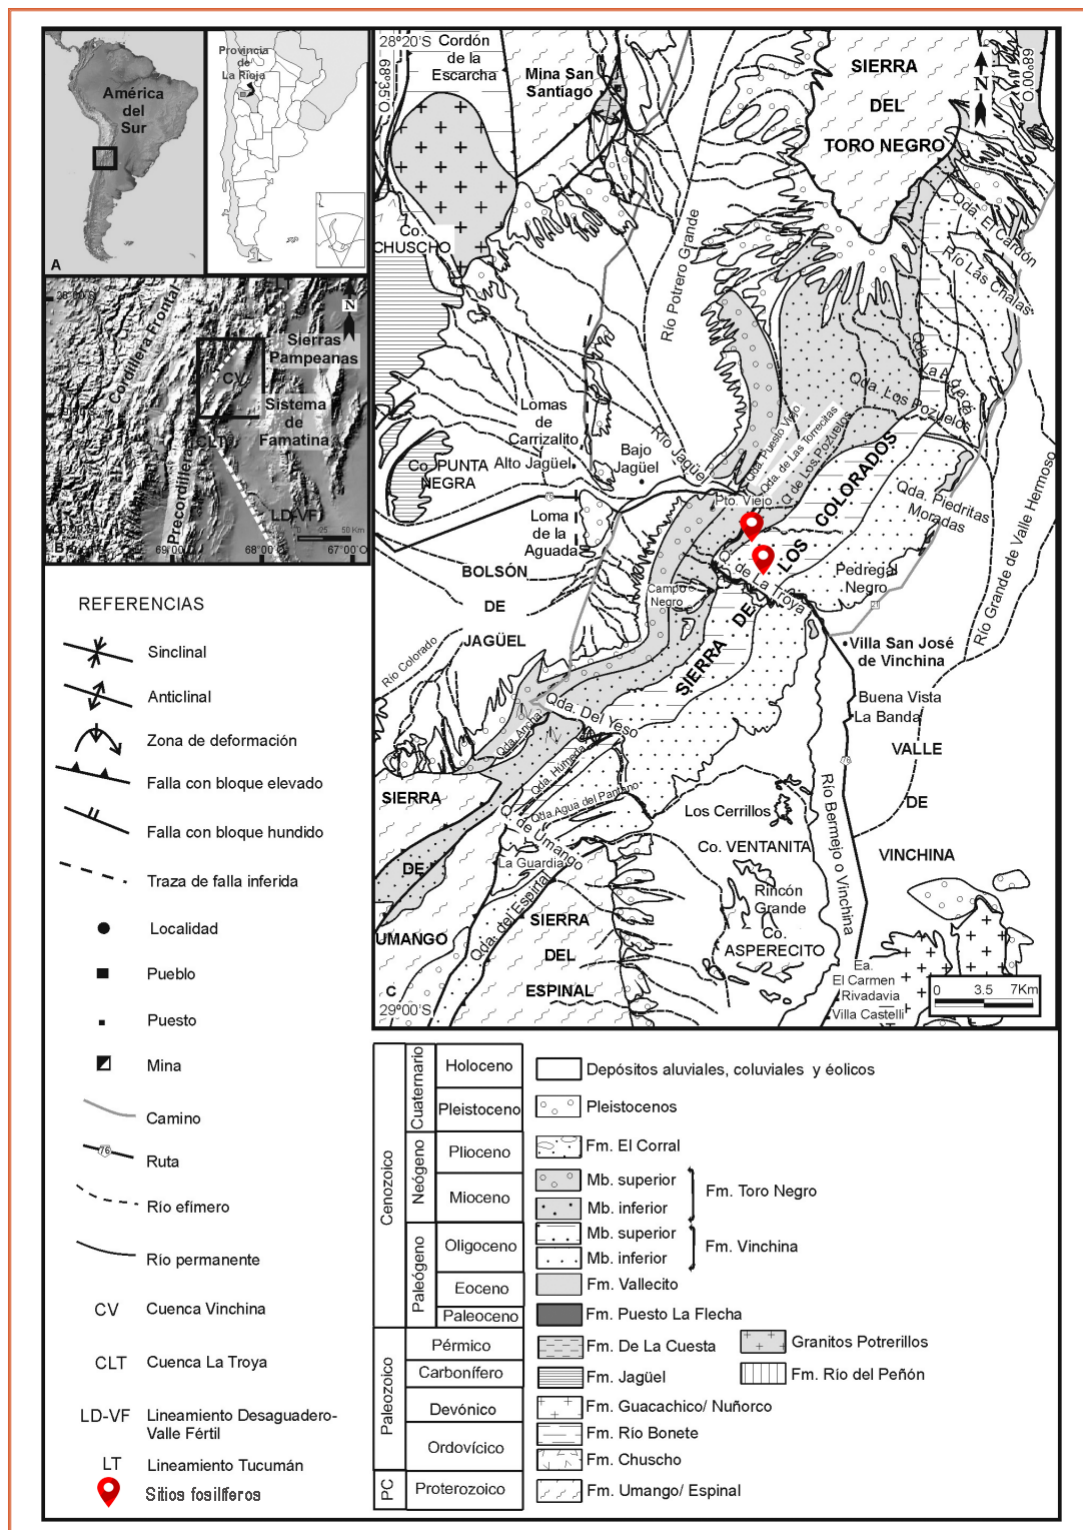 Provincia
de
La Rioja
América
del
Sur
A
Cordillera Frontal
LT
N
Sierras
Pampeanas
CV
Sistema
de
Famatina
CLT
Precordillera
LD-VF
B
0
25
50 Km
69°00'
68°00'
67°00'O
28º20'S
68º35'O
Cordón
de la
Escarcha
Mina San
Santiago
SIERRA
DEL
TORO NEGRO
N
68º00'O
Co.
CHUSCHO
Río Potrero Grande
Qda. El Cardón
Río Las Chalas
Qda. La Aguada
Qda. Los Pozuelos
Lomas
de
Carrizalito
Alto Jagüel
Bajo
Jagüel
Río Jagüel
Qda. Puesto Viejo
Qda. de Las Torrecitas
Q. de Los Pozuelos
Co. PUNTA
NEGRA
Pto. Viejo
76
Loma
de la
Aguada
SIERRA DE LOS COLORADOS
Qda. Piedritas
Moradas
Río Grande de Valle Hermoso
BOLSÓN
DE
JAGÜEL
Q. de La Troya
Campo
Negro
Pedregal
Negro
Villa San José
de Vinchina
Río Colorado
Buena Vista
La Banda
Qda. Del Yeso
Qda. Ancha
Qda. Húmeda
Qda. Agua del Pantano
Q. de Umango
VALLE
DE
VINCHINA
76
Río Bermejo o Vinchina
SIERRA
DE
UMANGO
La Guardia
Qda. del Espinal
SIERRA
DEL
ESPINAL
Los Cerrillos
Co. VENTANITA
Rincón
Grande
Co.
ASPERECITO
Ea.
El Carmen
Rivadavia
Villa Castelli
0
3.5
7Km
C
29º00'S
REFERENCIAS
Sinclinal
Anticlinal
Zona de deformación
Falla con bloque elevado
Falla con bloque hundido
Traza de falla inferida
Localidad
Pueblo
Puesto
Mina
Camino
76
Ruta
Río efímero
Río permanente
CV Cuenca Vinchina
CLT Cuenca La Troya
LD-VF Lineamiento Desaguadero-
Valle Fértil
LT Lineamiento Tucumán
Sitios fosilíferos
Cenozoico
Cuaternario
Holoceno
Depósitos aluviales, coluviales y éolicos
Pleistoceno
Pleistocenos
Neógeno
Plioceno
Fm. El Corral
Mioceno
Mb. superior
Mb. inferior
Fm. Toro Negro
Paleógeno
Oligoceno
Mb. superior
Mb. inferior
Fm. Vinchina
Eoceno
Fm. Vallecito
Paleoceno
Fm. Puesto La Flecha
Paleozoico
Pérmico
Fm. De La Cuesta
Granitos Potrerillos
Carbonífero
Fm. Jagüel
Fm. Río del Peñón
Devónico
Fm. Guacachico/ Nuñorco
Ordovícico
Fm. Río Bonete
Fm. Chuscho
PC
Proterozoico
Fm. Umango/ Espinal